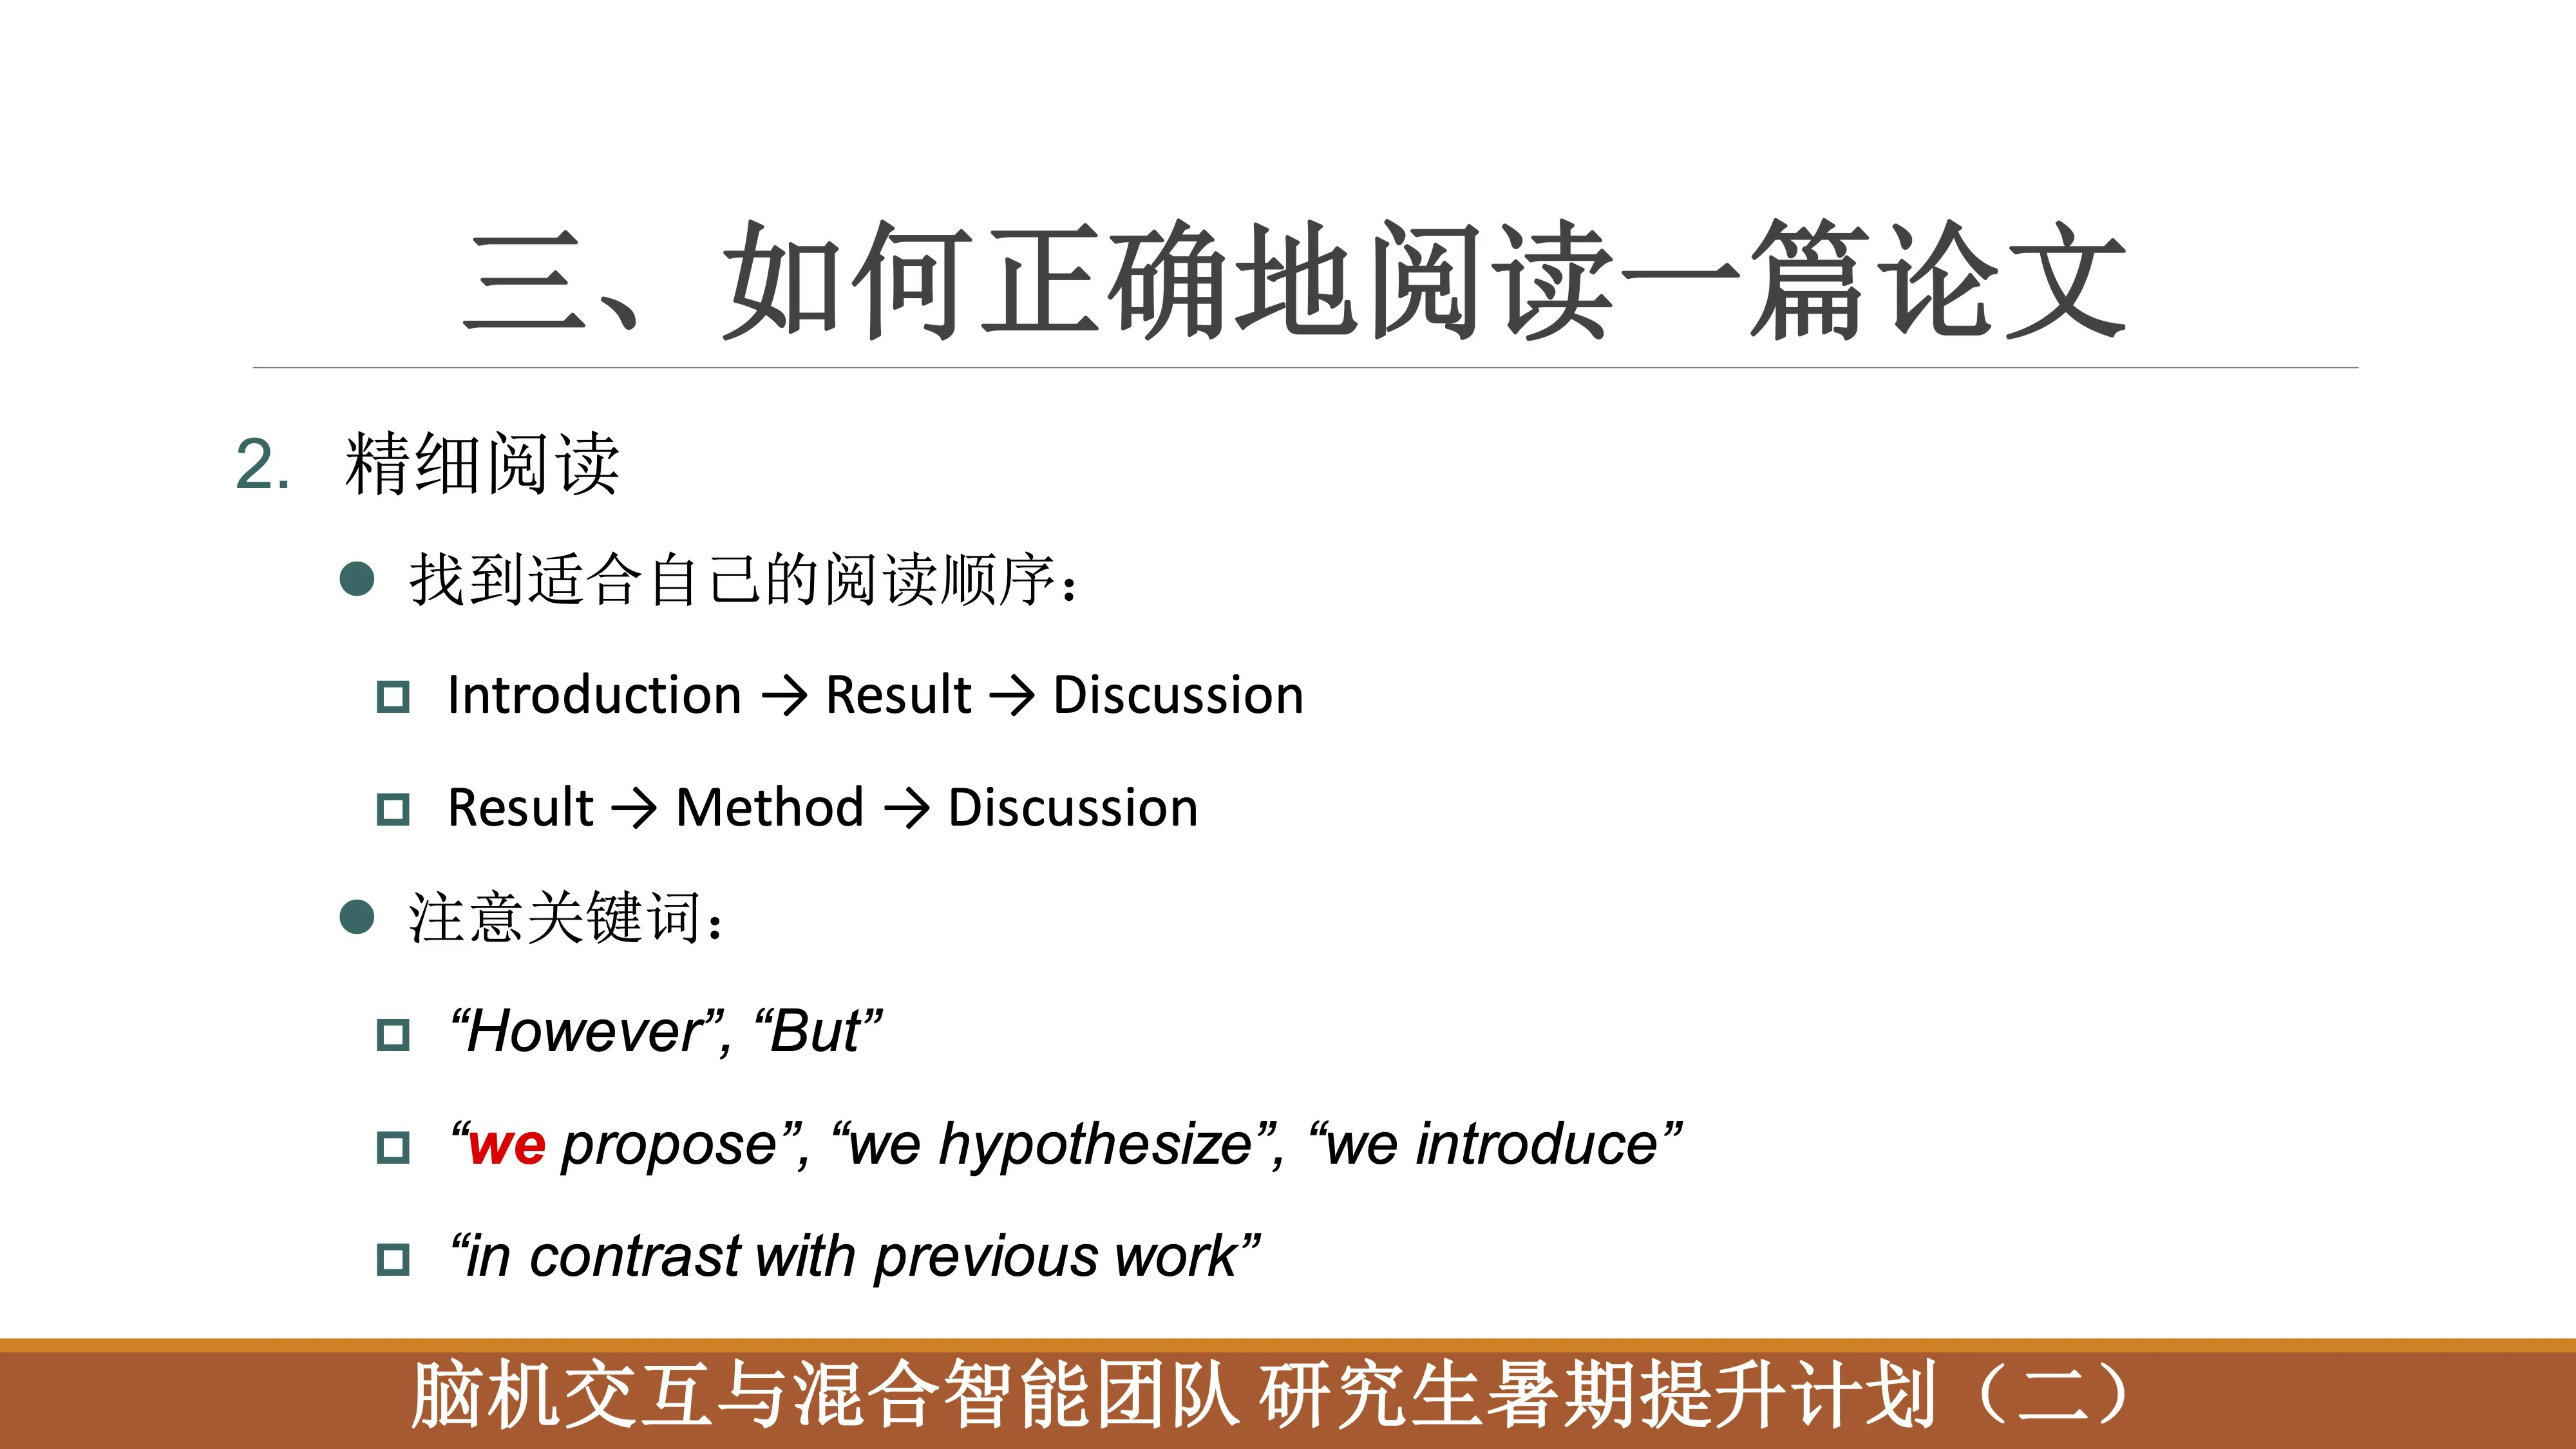 三、如何正确地阅读一篇论文
2. 精细阅读
找到适合自己的阅读顺序：
Introduction → Result → Discussion
Result → Method → Discussion
注意关键词：
“However”, “But”
“we propose”, “we hypothesize”, “we introduce”
“in contrast with previous work”
脑机交互与混合智能团队 研究生暑期提升计划（二）